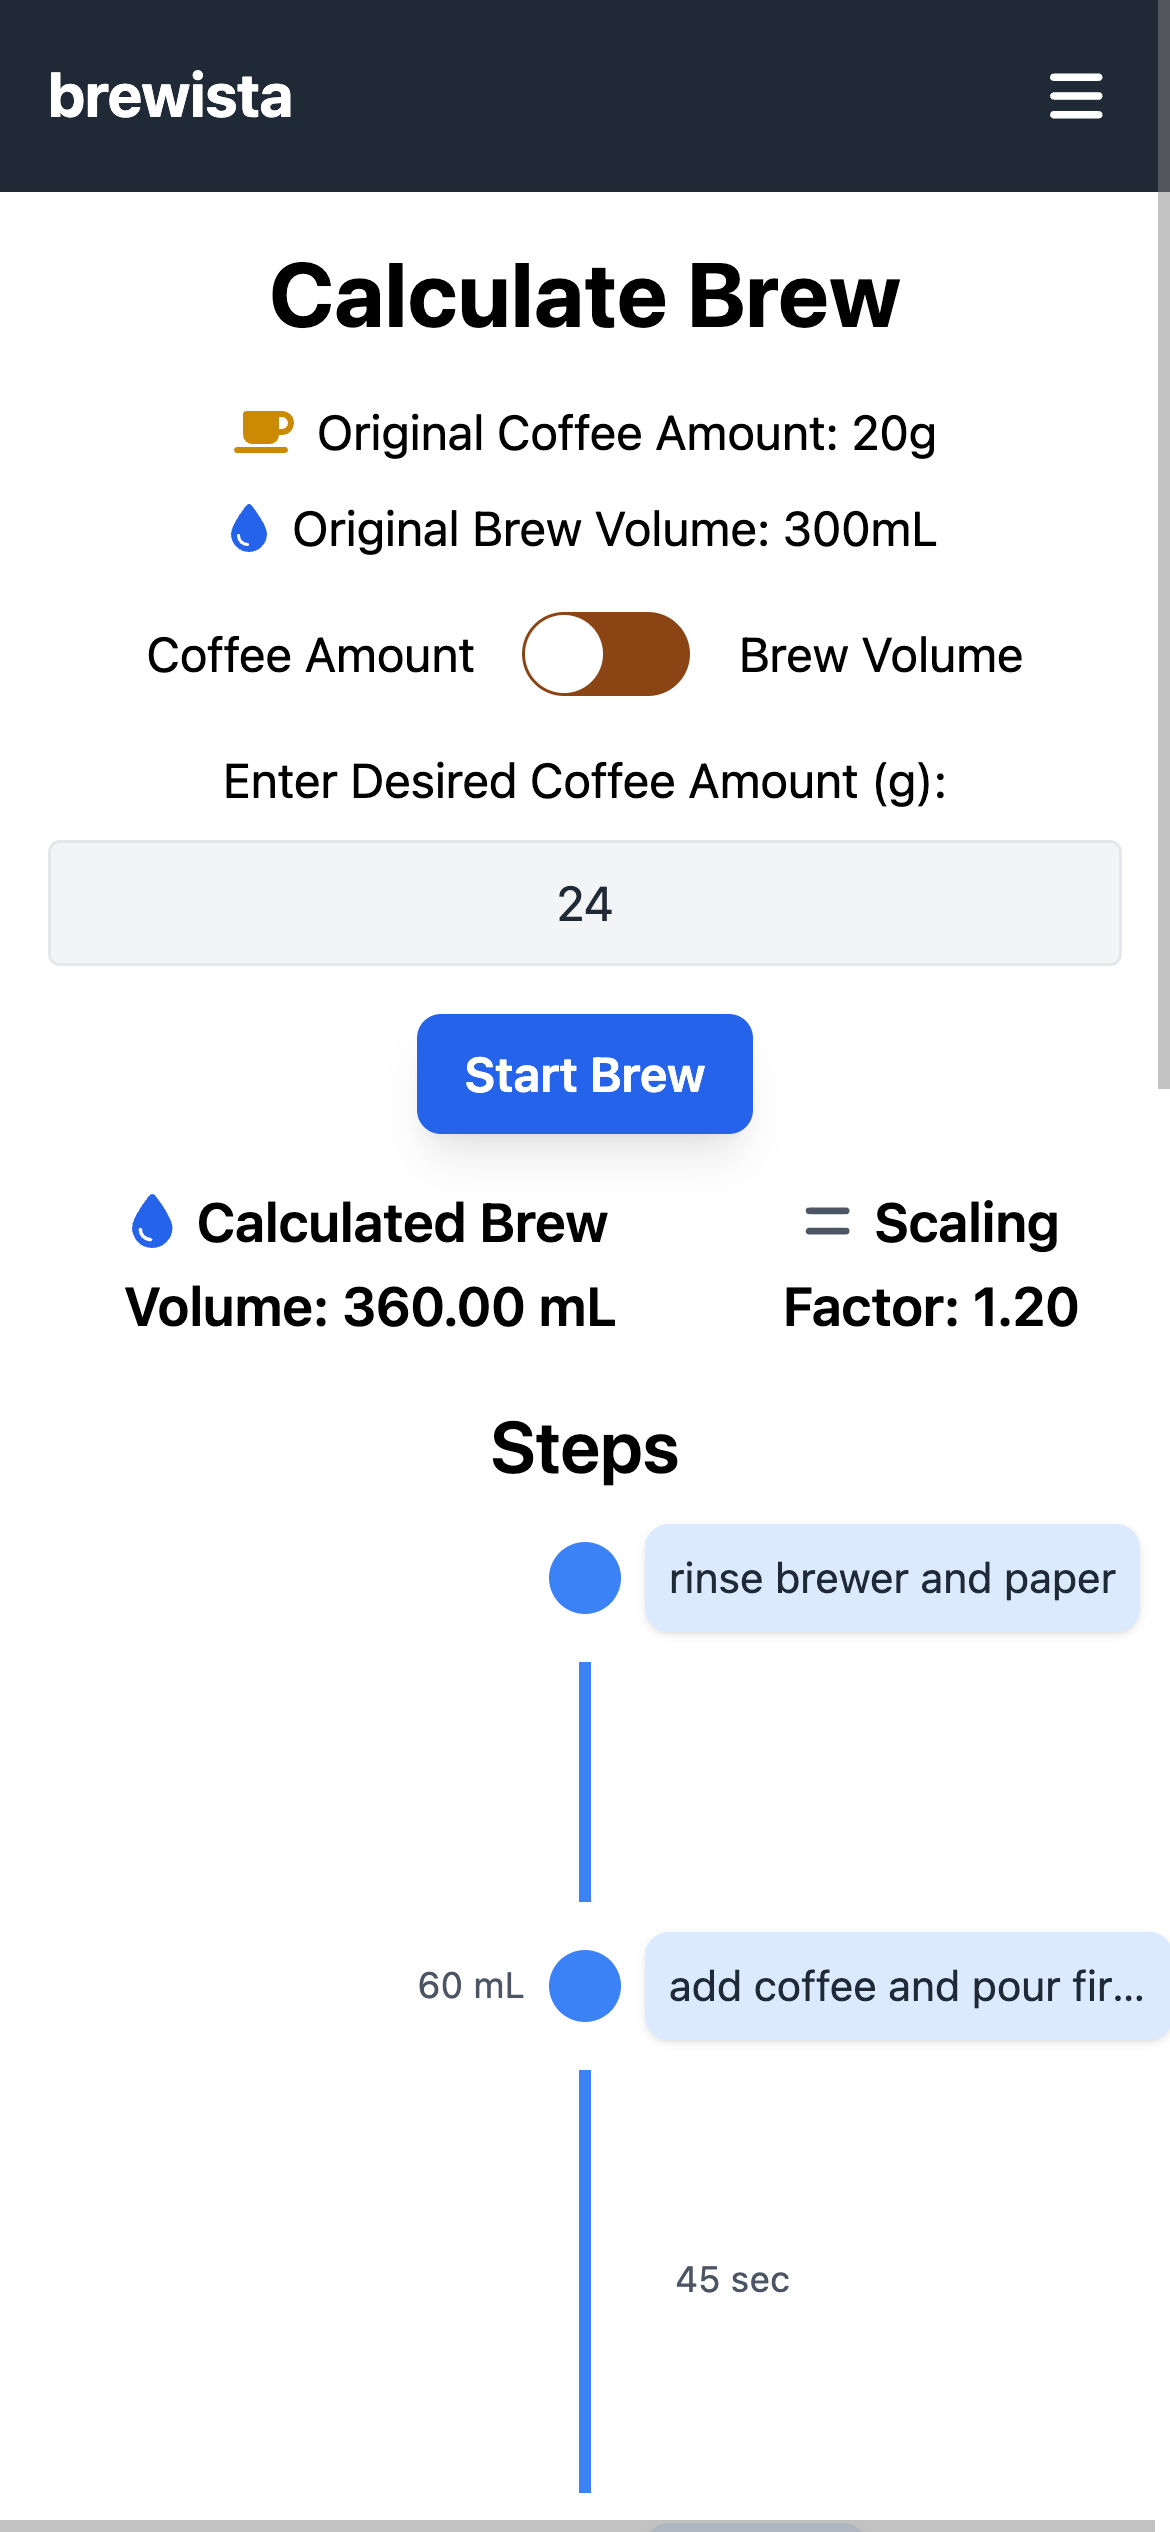 brewista
Calculate Brew
Original Coffee Amount: 20g
Original Brew Volume: 300mL
Coffee Amount
Brew Volume
Enter Desired Coffee Amount (g):
24
Start Brew
Calculated Brew
Volume: 360.00 mL
Scaling
Factor: 1.20
Steps
rinse brewer and paper
60 mL
add coffee and pour fir...
45 sec